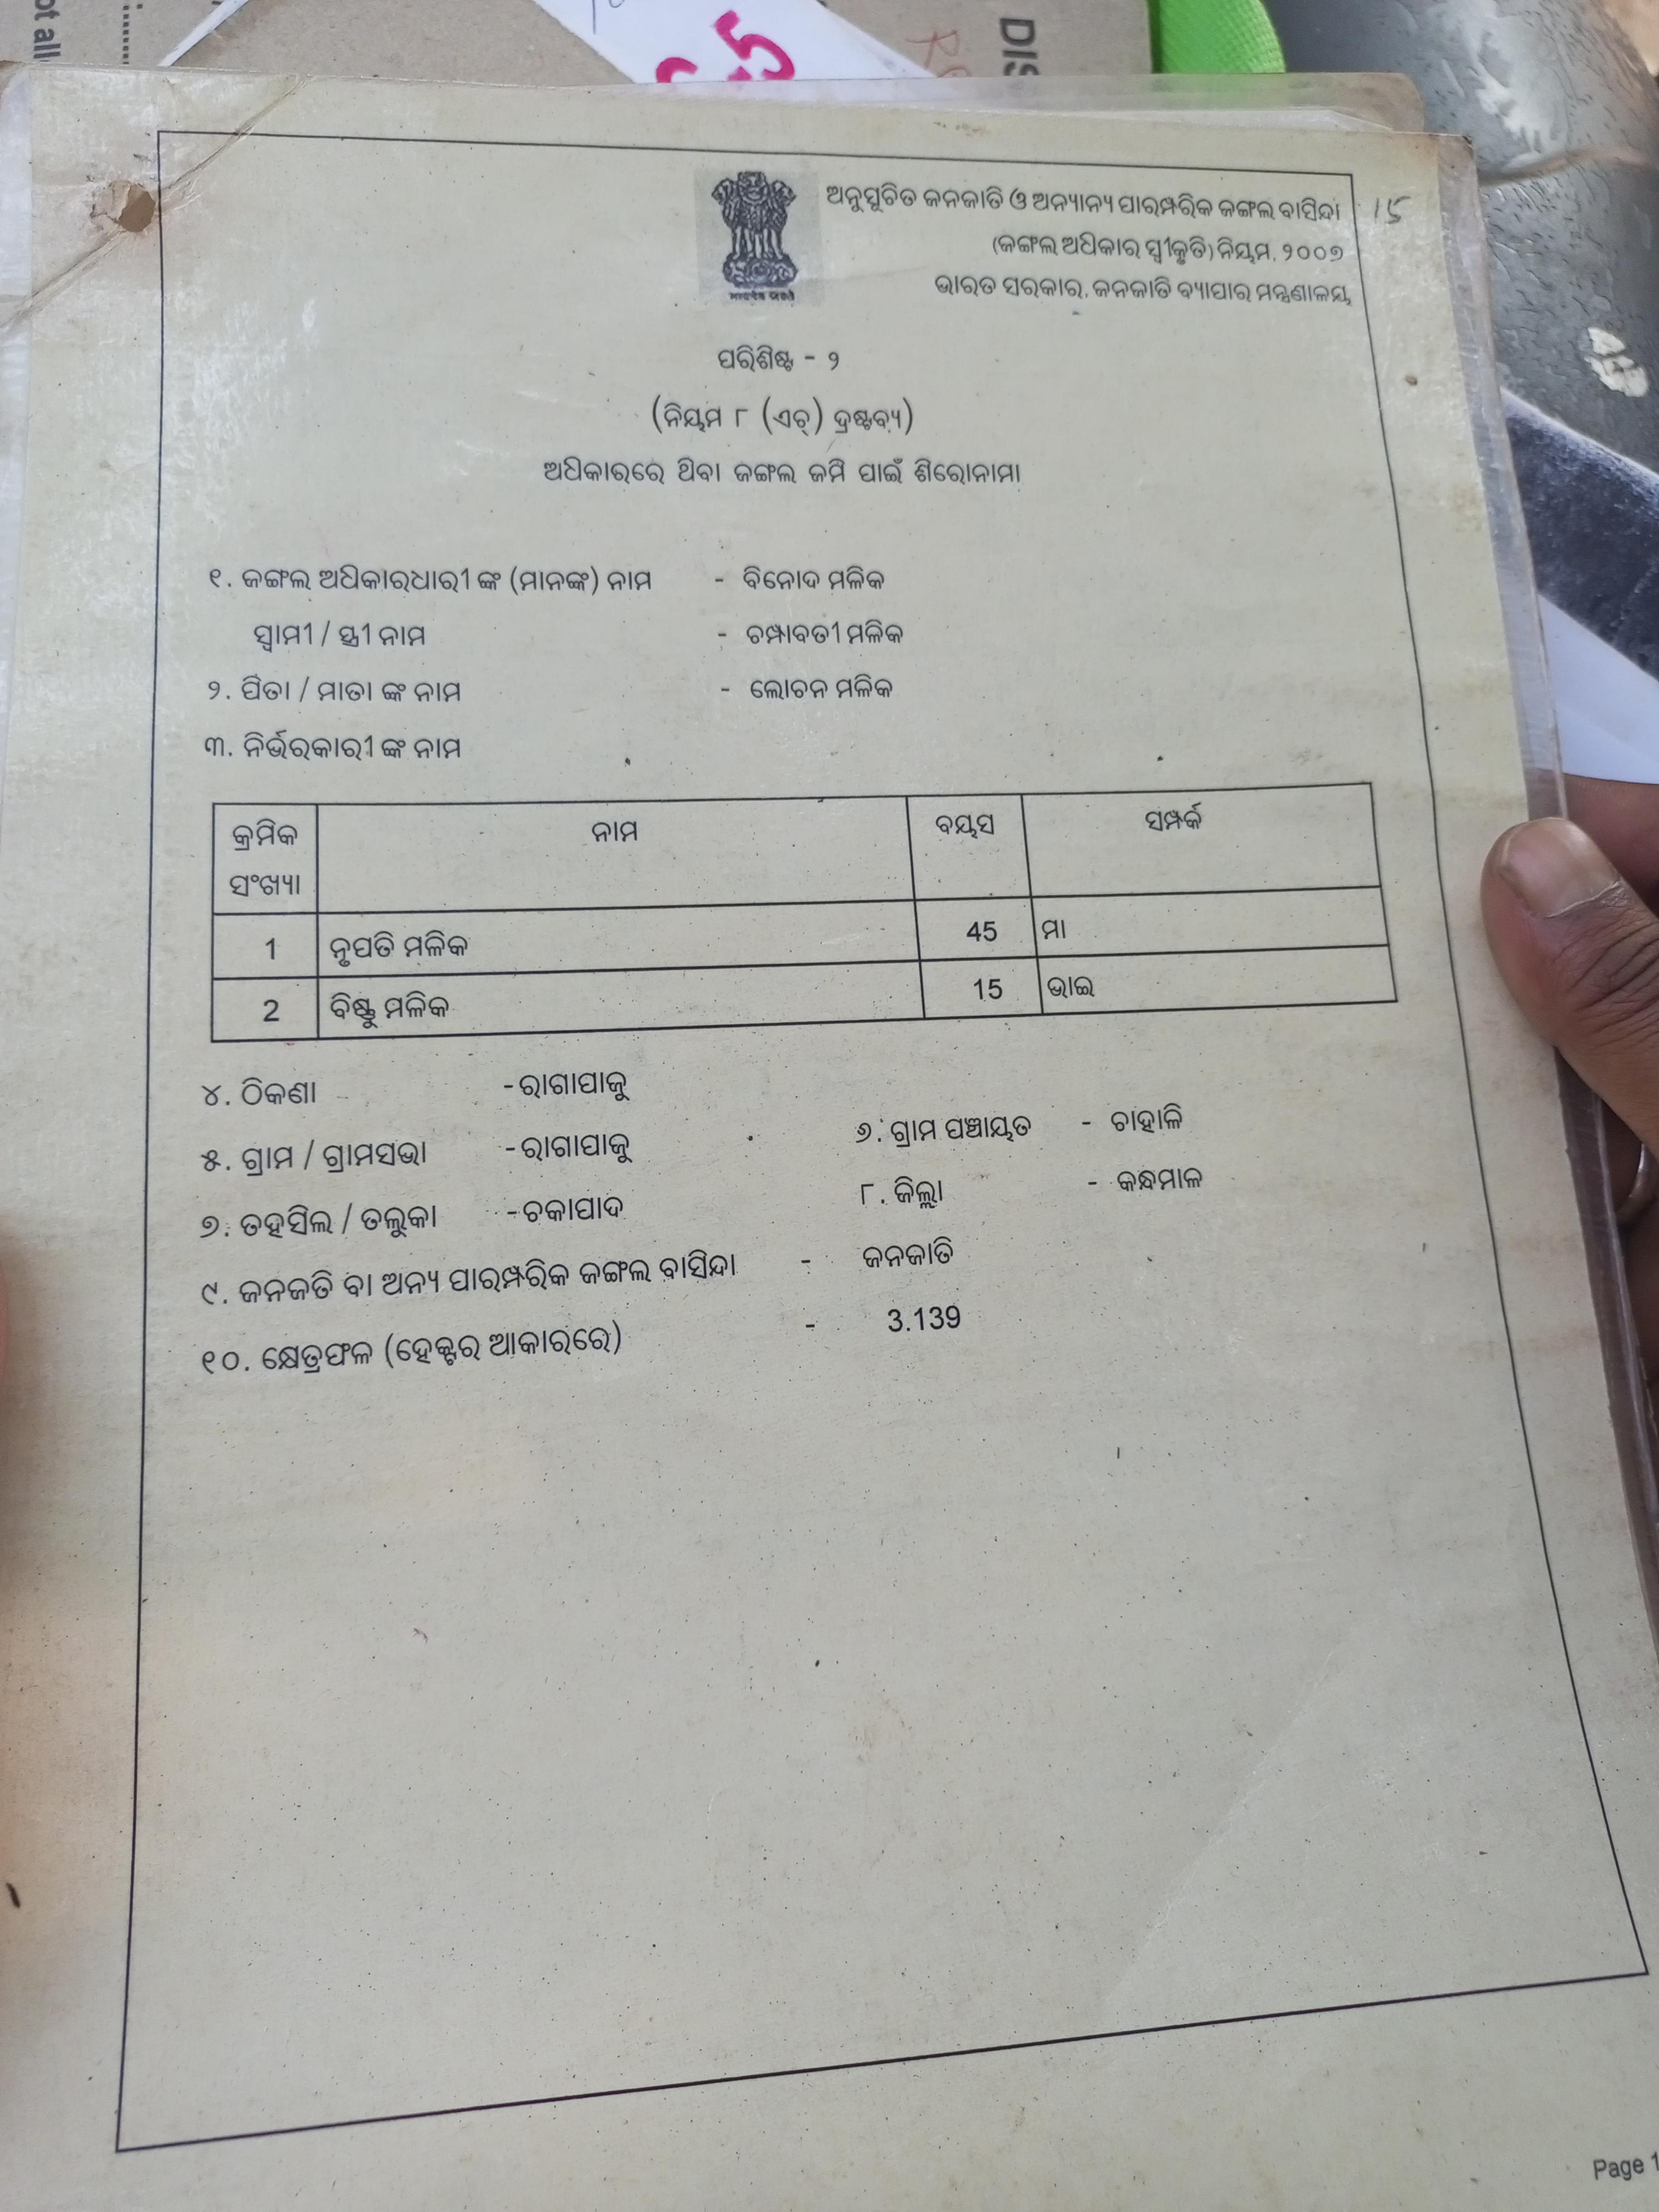 ot all
DIS
5
ଅନୁସୂଚିତ ଜନଜାତି ଓ ଅନ୍ୟାନ୍ୟ ପାରମ୍ପରିକ ଜଙ୍ଗଲ ବାସିନ୍ଦା
(ଜଙ୍ଗଲ ଅଧିକାର ସ୍ୱୀକୃତି) ନିୟମ, ୨୦୦୭
ଭାରତ ସରକାର, ଜନଜାତି ବ୍ୟାପାର ମନ୍ତ୍ରଣାଳୟ
ପରିଶିଷ୍ଟ - ୨
(ନିୟମ ୮ (ଏଚ୍) ଦ୍ରଷ୍ଟବ୍ୟ)
ଅଧିକାରରେ ଥିବା ଜଙ୍ଗଲ ଜମି ପାଇଁ ଶିରୋନାମା
୧. ଜଙ୍ଗଲ ଅଧିକାରଧାରୀ ଙ୍କ (ମାନଙ୍କ) ନାମ - ବିନୋଦ ମଳିକ
ସ୍ୱାମୀ / ସ୍ତ୍ରୀ ନାମ - ଚମ୍ପାବତୀ ମଳିକ
୨. ପିତା / ମାତା ଙ୍କ ନାମ - ଲୋଚନ ମଳିକ
୩. ନିର୍ଭରକାରୀ ଙ୍କ ନାମ
କ୍ରମିକ ସଂଖ୍ୟା ନାମ ବୟସ ସମ୍ପର୍କ
1 ନୃପତି ମଳିକ 45 ମା
2 ବିଷ୍ଣୁ ମଳିକ 15 ଭାଇ
୪. ଠିକଣା - ରାଗାପାକୁ
୫. ଗ୍ରାମ / ଗ୍ରାମସଭା - ରାଗାପାକୁ ୬. ଗ୍ରାମ ପଞ୍ଚାୟତ - ଚାହାଳି
୭. ତହସିଲ / ତଲୁକା - ଚକାପାଦ ୮. ଜିଲ୍ଲା - କନ୍ଧମାଳ
୯. ଜନଜତି ବା ଅନ୍ୟ ପାରମ୍ପରିକ ଜଙ୍ଗଲ ବାସିନ୍ଦା - ଜନଜାତି
୧୦. କ୍ଷେତ୍ରଫଳ (ହେକ୍ଟର ଆକାରରେ) - 3.139
Page 1